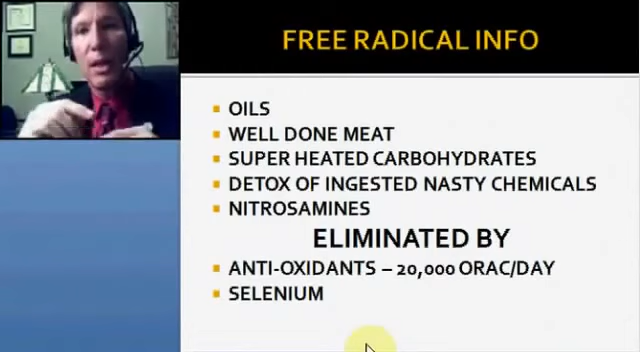 FREE RADICAL INFO
OILS
WELL DONE MEAT
SUPER HEATED CARBOHYDRATES
DETOX OF INGESTED NASTY CHEMICALS
NITROSAMINES
ELIMINATED BY
ANTI-OXIDANTS – 20,000 ORAC/DAY
SELENIUM